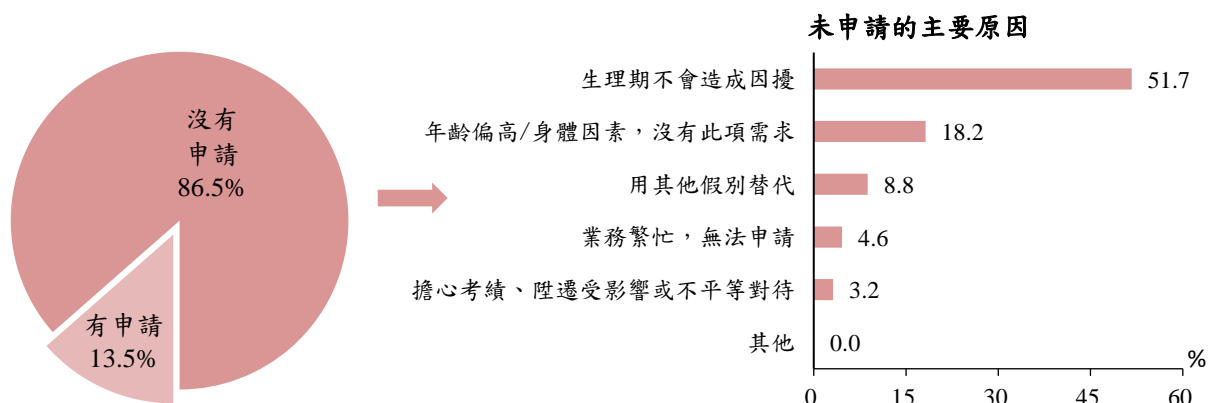 沒有
申請
86.5%
有申請
13.5%
未申請的主要原因
生理期不會造成困擾 51.7
年齡偏高/身體因素，沒有此項需求 18.2
用其他假別替代 8.8
業務繁忙，無法申請 4.6
擔心考績、陞遷受影響或不平等對待 3.2
其他 0.0
%
0 15 30 45 60